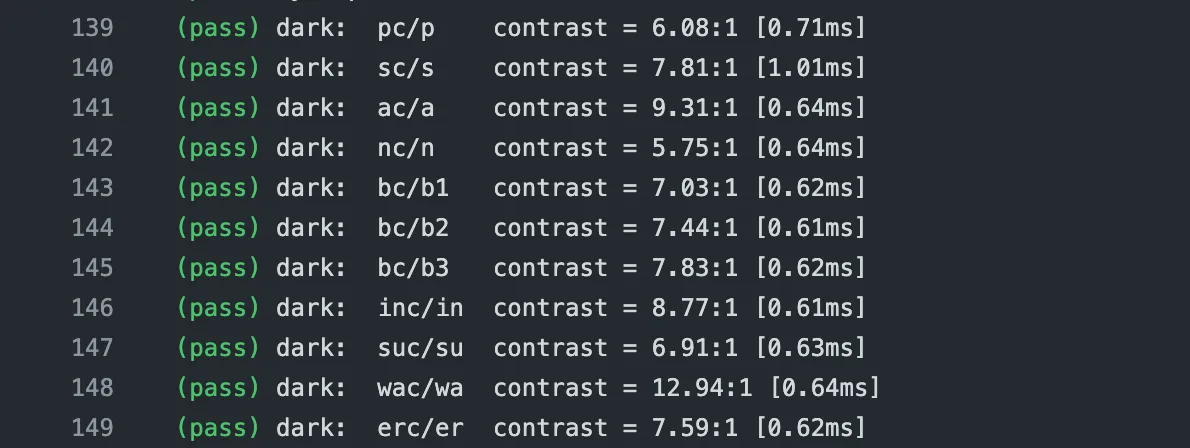 139 (pass) dark: pc/p contrast = 6.08:1 [0.71ms]
140 (pass) dark: sc/s contrast = 7.81:1 [1.01ms]
141 (pass) dark: ac/a contrast = 9.31:1 [0.64ms]
142 (pass) dark: nc/n contrast = 5.75:1 [0.64ms]
143 (pass) dark: bc/b1 contrast = 7.03:1 [0.62ms]
144 (pass) dark: bc/b2 contrast = 7.44:1 [0.61ms]
145 (pass) dark: bc/b3 contrast = 7.83:1 [0.62ms]
146 (pass) dark: inc/in contrast = 8.77:1 [0.61ms]
147 (pass) dark: suc/su contrast = 6.91:1 [0.63ms]
148 (pass) dark: wac/wa contrast = 12.94:1 [0.64ms]
149 (pass) dark: erc/er contrast = 7.59:1 [0.62ms]